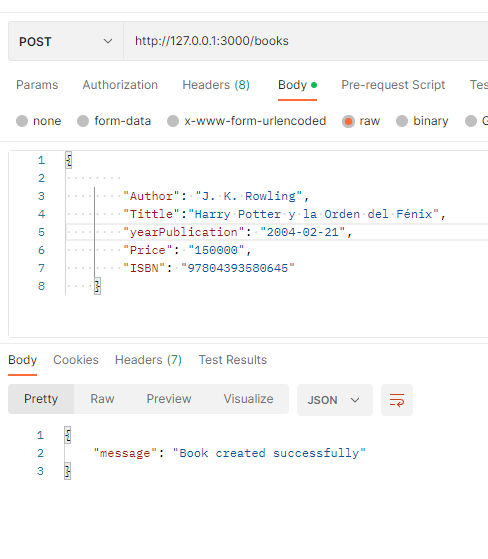 POST http://127.0.0.1:3000/books
Params Authorization Headers (8) Body Pre-request Script Tes
none form-data x-www-form-urlencoded raw binary G
1 {
2
3 "Author": "J. K. Rowling",
4 "Tittle":"Harry Potter y la Orden del Fénix",
5 "yearPublication": "2004-02-21",
6 "Price": "150000",
7 "ISBN": "97804393580645"
8 }
Body Cookies Headers (7) Test Results
Pretty Raw Preview Visualize JSON
1 {
2 "message": "Book created successfully"
3 }